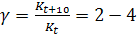 γ = K_{t+10} / K_t = 2 − 4